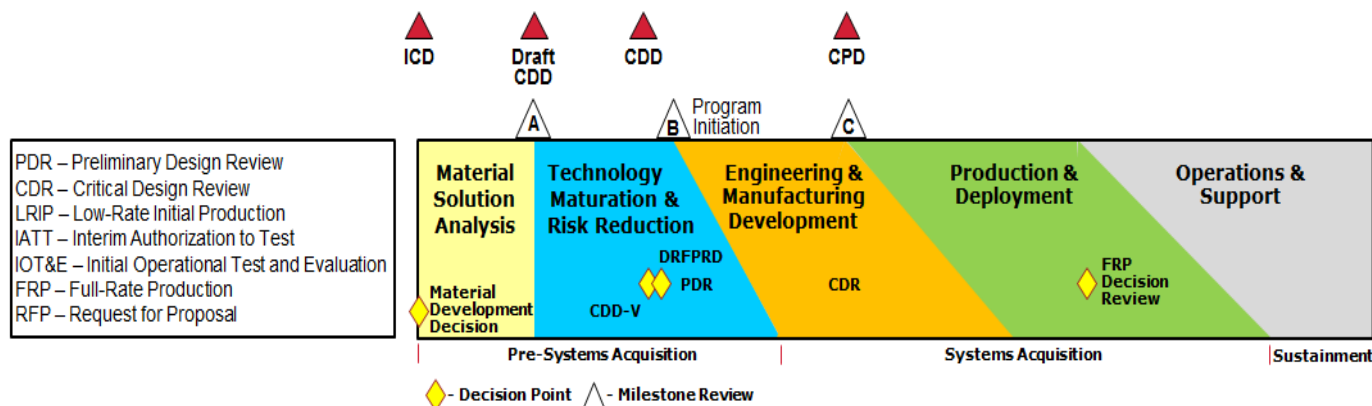 ICD
Draft
CDD
CDD
CPD
A
B
Program
Initiation
C
PDR – Preliminary Design Review
CDR – Critical Design Review
LRIP – Low-Rate Initial Production
IATT – Interim Authorization to Test
IOT&E – Initial Operational Test and Evaluation
FRP – Full-Rate Production
RFP – Request for Proposal
Material
Solution
Analysis
Technology
Maturation &
Risk Reduction
Engineering &
Manufacturing
Development
Production &
Deployment
Operations &
Support
Material
Development
Decision
DRFPRD
PDR
CDD-V
CDR
FRP
Decision
Review
Pre-Systems Acquisition
Systems Acquisition
Sustainment
- Decision Point
- Milestone Review